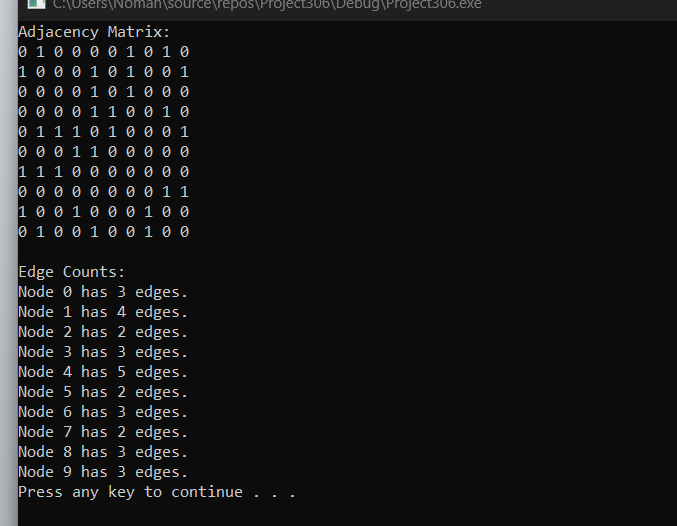 C:\Users\Noman\source\repos\Project306\Debug\Project306.exe
Adjacency Matrix:
0 1 0 0 0 0 1 0 1 0
1 0 0 0 1 0 1 0 0 1
0 0 0 0 1 0 1 0 0 0
0 0 0 0 1 1 0 0 1 0
0 1 1 1 0 1 0 0 0 1
0 0 0 1 1 0 0 0 0 0
1 1 1 0 0 0 0 0 0 0
0 0 0 0 0 0 0 0 1 1
1 0 0 1 0 0 0 1 0 0
0 1 0 0 1 0 0 1 0 0
Edge Counts:
Node 0 has 3 edges.
Node 1 has 4 edges.
Node 2 has 2 edges.
Node 3 has 3 edges.
Node 4 has 5 edges.
Node 5 has 2 edges.
Node 6 has 3 edges.
Node 7 has 2 edges.
Node 8 has 3 edges.
Node 9 has 3 edges.
Press any key to continue . . .